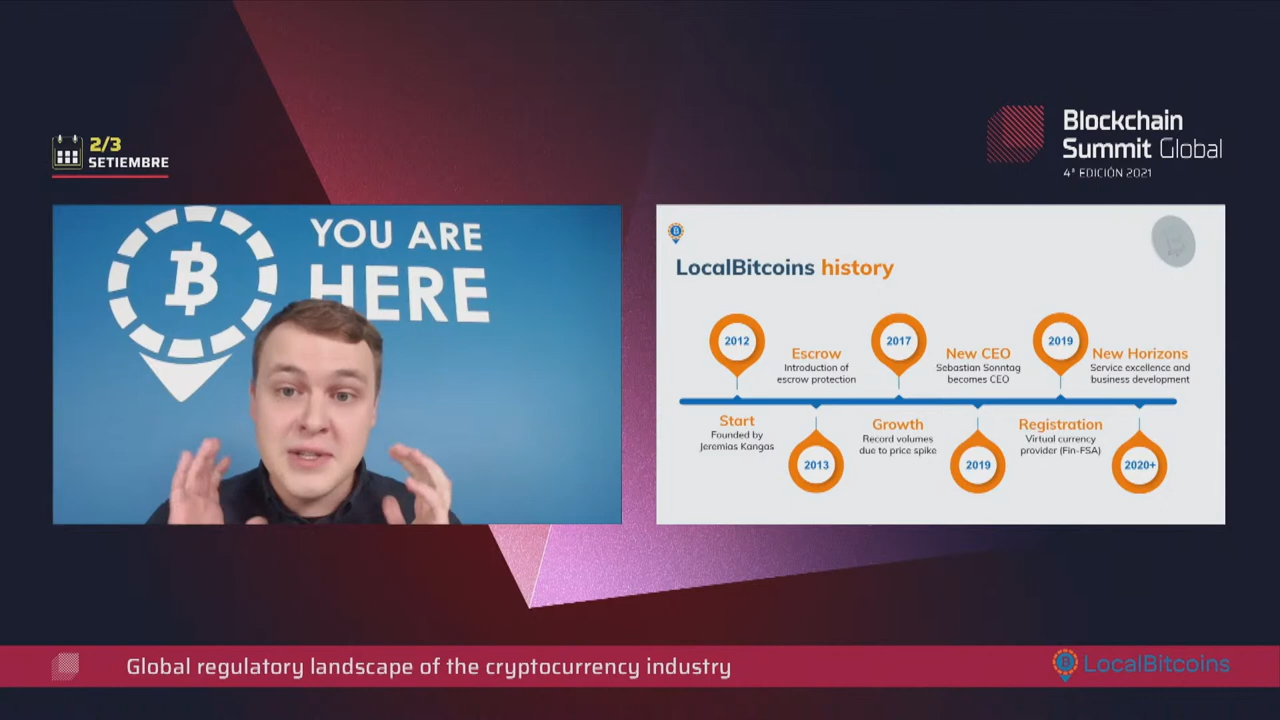 2/3
SETIEMBRE
Blockchain
Summit Global
4ª EDICIÓN 2021
YOU ARE
HERE
LocalBitcoins history
2012
2017
2019
Escrow
Introduction of
escrow protection
New CEO
Sebastian Sonntag
becomes CEO
New Horizons
Service excellence and
business development
Start
Founded by
Jeremias Kangas
Growth
Record volumes
due to price spike
Registration
Virtual currency
provider (Fin-FSA)
2013
2019
2020+
Global regulatory landscape of the cryptocurrency industry
LocalBitcoins